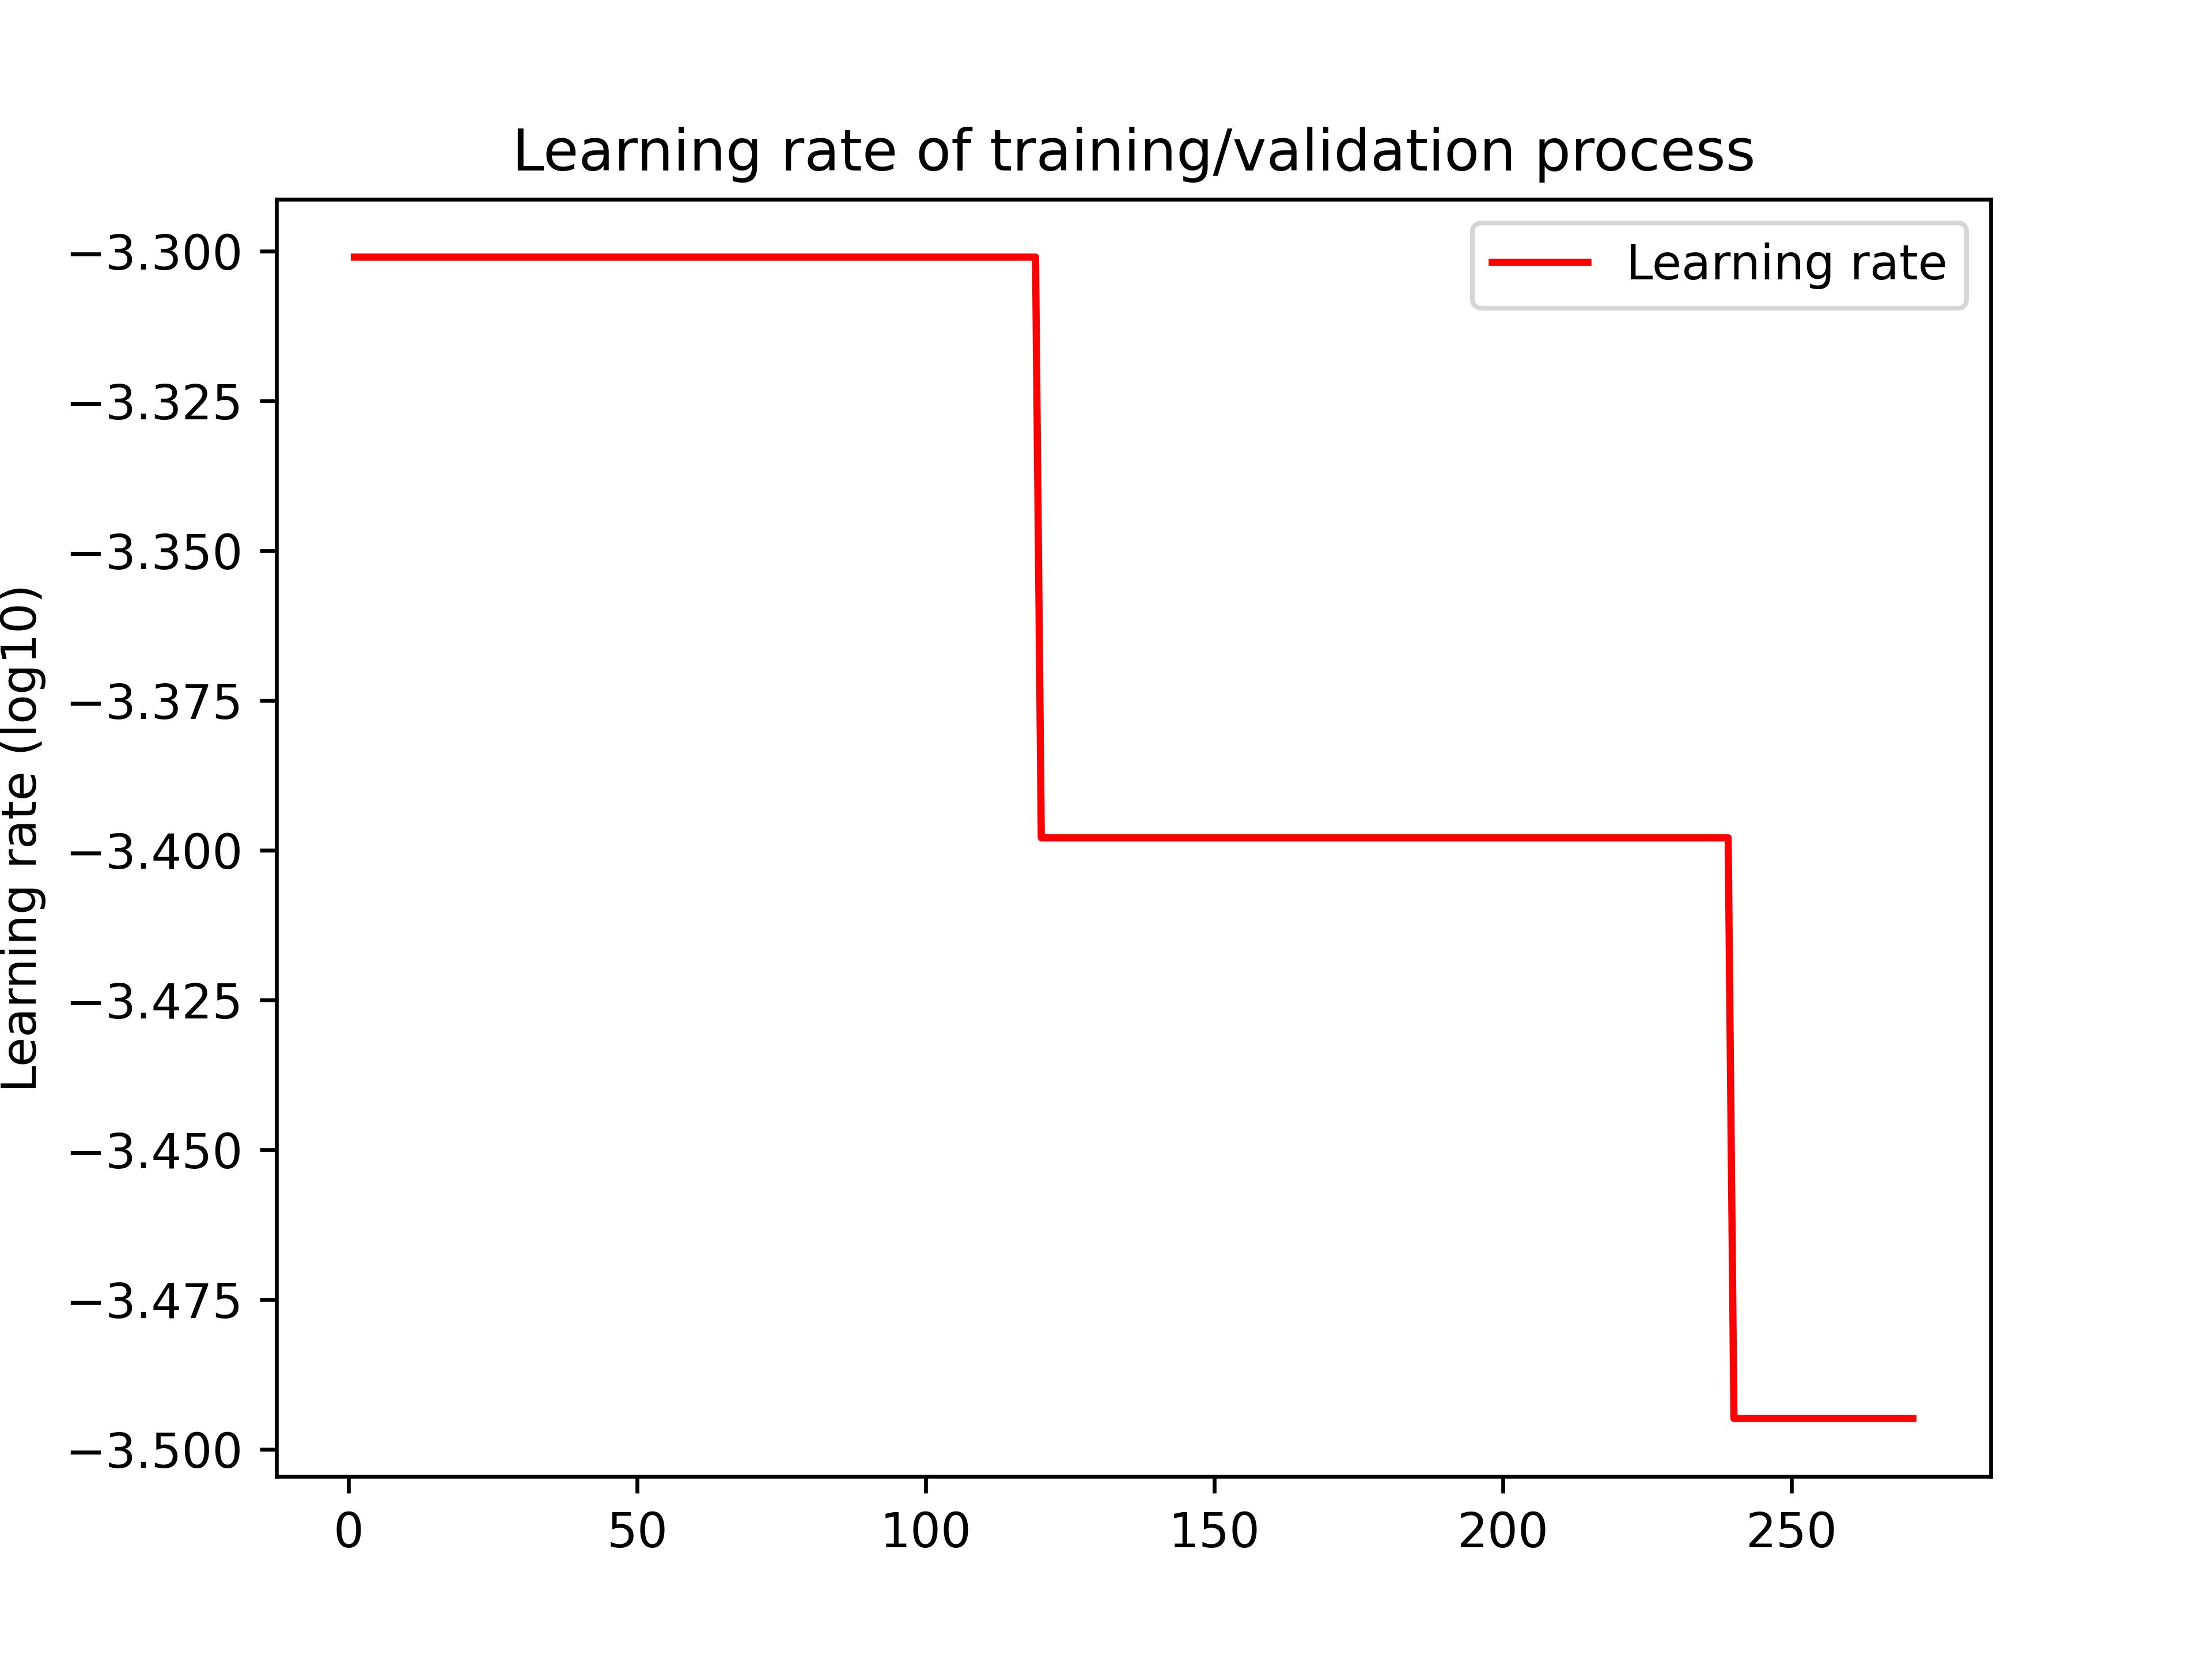 Learning rate of training/validation process
Learning rate
Learning rate (log10)
−3.300
−3.325
−3.350
−3.375
−3.400
−3.425
−3.450
−3.475
−3.500
0 50 100 150 200 250